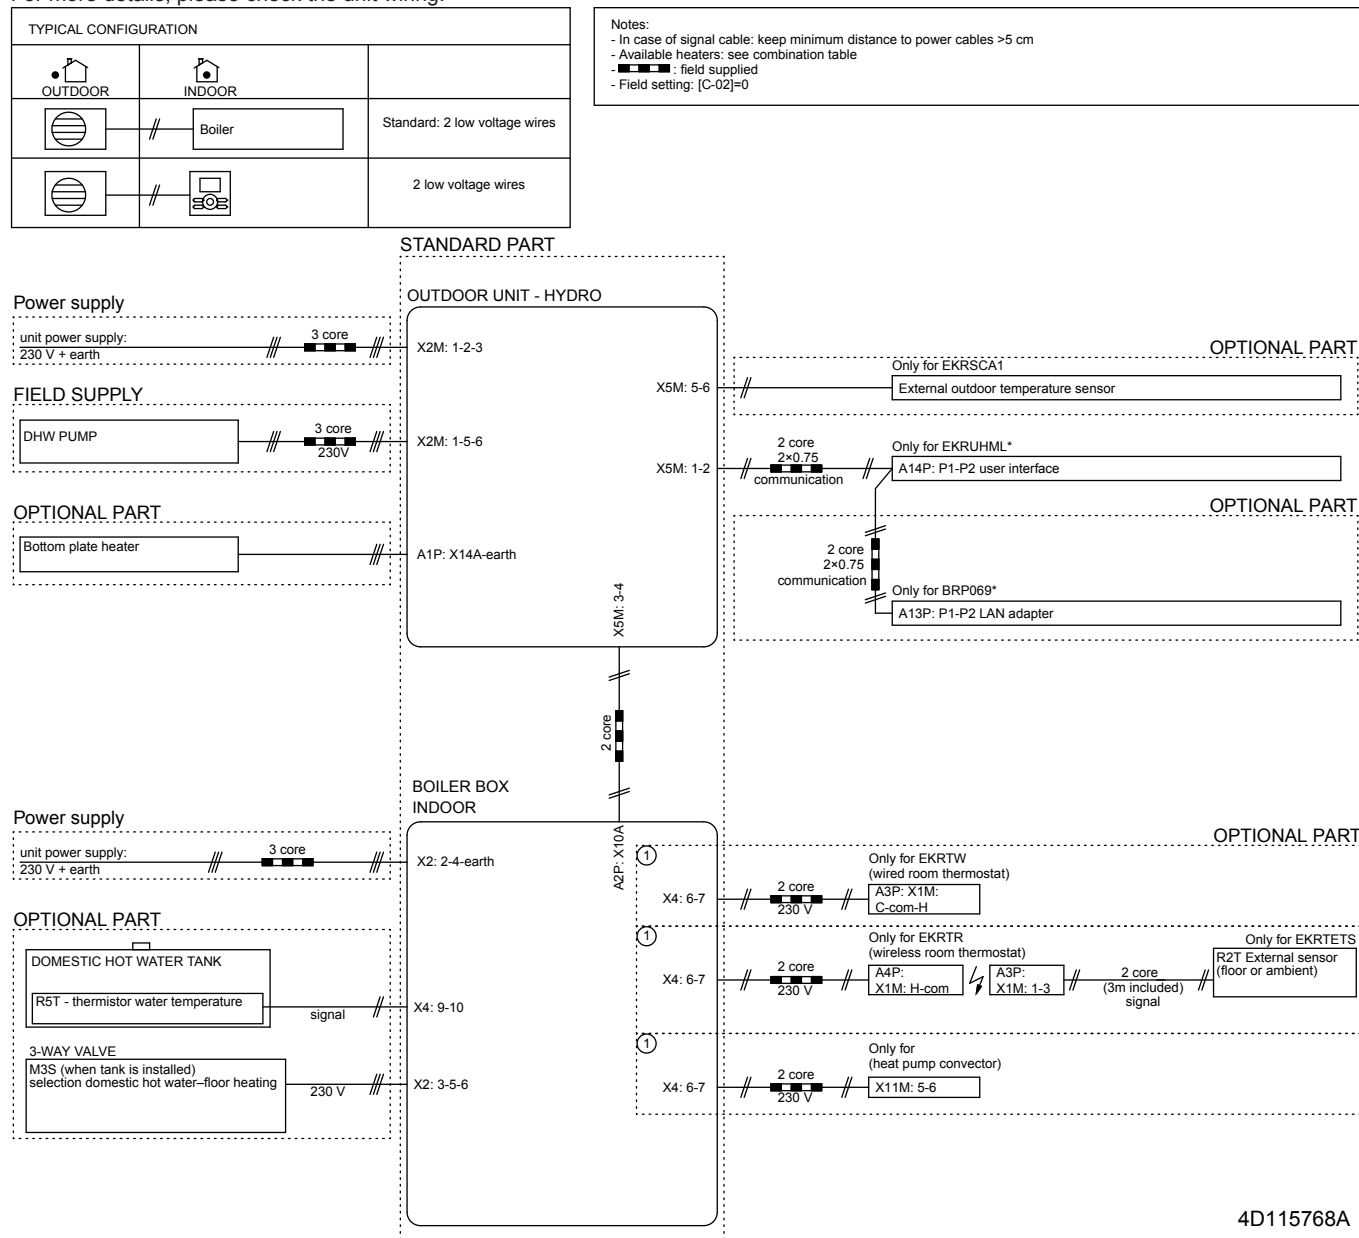 For more details, please check the unit wiring.
TYPICAL CONFIGURATION
OUTDOOR
INDOOR
Boiler
Standard: 2 low voltage wires
2 low voltage wires
Notes:
- In case of signal cable: keep minimum distance to power cables >5 cm
- Available heaters: see combination table
- : field supplied
- Field setting: [C-02]=0
STANDARD PART
OUTDOOR UNIT - HYDRO
Power supply
unit power supply:
230 V + earth
3 core
X2M: 1-2-3
FIELD SUPPLY
DHW PUMP
3 core
230V
X2M: 1-5-6
OPTIONAL PART
Bottom plate heater
A1P: X14A-earth
X5M: 3-4
X5M: 5-6
OPTIONAL PART
Only for EKRSCA1
External outdoor temperature sensor
X5M: 1-2
2 core
2×0.75
communication
Only for EKRUHML*
A14P: P1-P2 user interface
OPTIONAL PART
2 core
2×0.75
communication
Only for BRP069*
A13P: P1-P2 LAN adapter
2 core
BOILER BOX
INDOOR
A2P: X10A
Power supply
unit power supply:
230 V + earth
3 core
X2: 2-4-earth
OPTIONAL PART
DOMESTIC HOT WATER TANK
R5T - thermistor water temperature
signal
X4: 9-10
3-WAY VALVE
M3S (when tank is installed)
selection domestic hot water–floor heating
230 V
X2: 3-5-6
OPTIONAL PART
1
X4: 6-7
2 core
230 V
Only for EKRTW
(wired room thermostat)
A3P: X1M:
C-com-H
1
X4: 6-7
2 core
230 V
Only for EKRTR
(wireless room thermostat)
A4P:
X1M: H-com
A3P:
X1M: 1-3
2 core
(3m included)
signal
Only for EKRTETS
R2T External sensor
(floor or ambient)
1
X4: 6-7
2 core
230 V
Only for
(heat pump convector)
X11M: 5-6
4D115768A